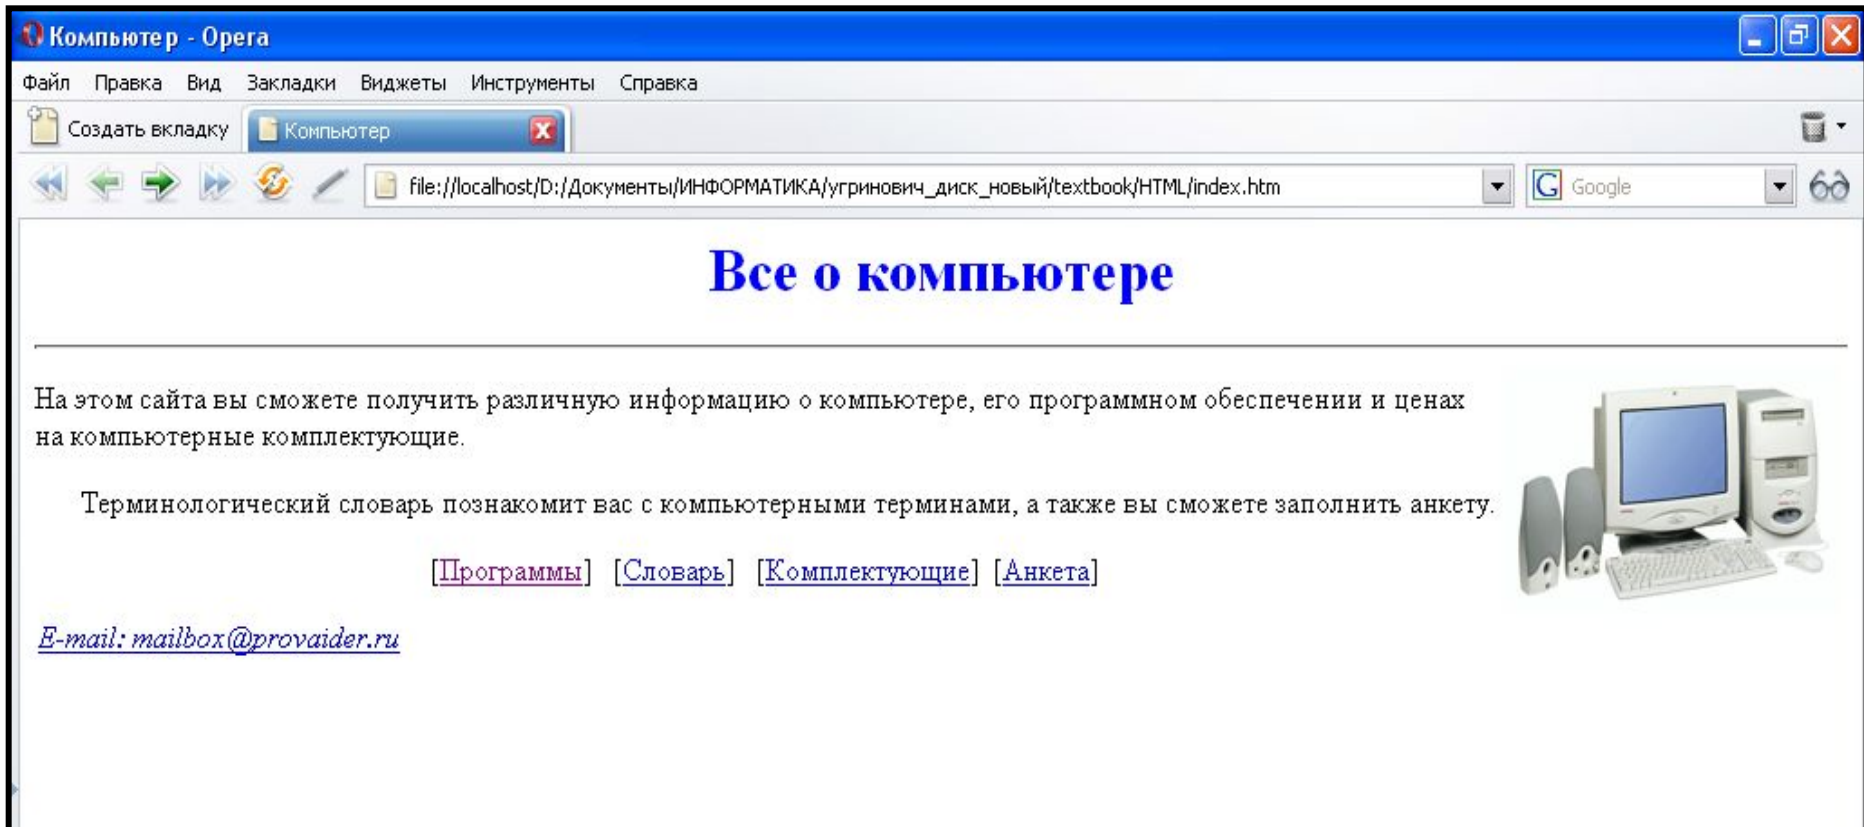 Компьютер - Opera
Файл Правка Вид Закладки Виджеты Инструменты Справка
Создать вкладку Компьютер
file://localhost/D:/Документы/ИНФОРМАТИКА/угринович_диск_новый/textbook/HTML/index.htm G Google
Все о компьютере
На этом сайта вы сможете получить различную информацию о компьютере, его программном обеспечении и ценах
на компьютерные комплектующие.
Терминологический словарь познакомит вас с компьютерными терминами, а также вы сможете заполнить анкету.
[Программы] [Словарь] [Комплектующие] [Анкета]
E-mail: mailbox@provaider.ru